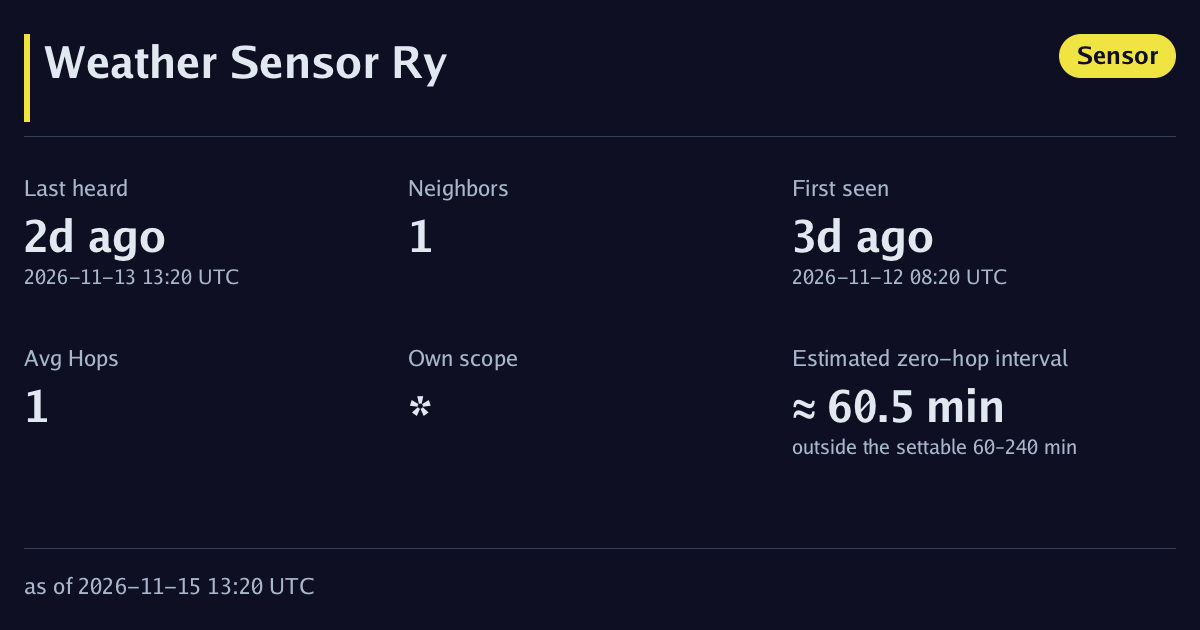 Weather Sensor Ry
Sensor
Last heard
Neighbors
First seen
2d ago
1
3d ago
2026−11−13 13:20 UTC
2026−11−12 08:20 UTC
Avg Hops
Own scope
Estimated zero−hop interval
1
*
≈ 60.5 min
outside the settable 60–240 min
as of 2026−11−15 13:20 UTC